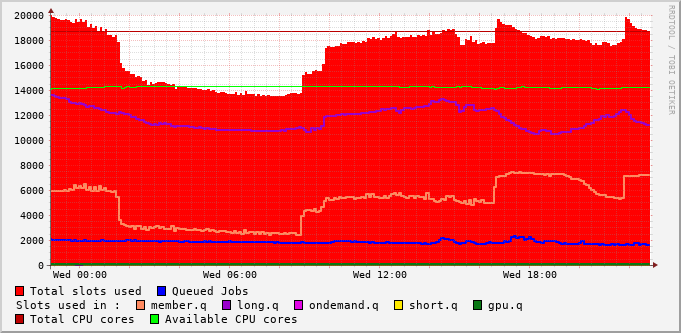 20000
18000
16000
14000
12000
10000
8000
6000
4000
2000
0
Wed 00:00 Wed 06:00 Wed 12:00 Wed 18:00
Total slots used Queued Jobs
Slots used in : member.q long.q ondemand.q short.q gpu.q
Total CPU cores Available CPU cores
RRDTOOL / TOBI OETIKER